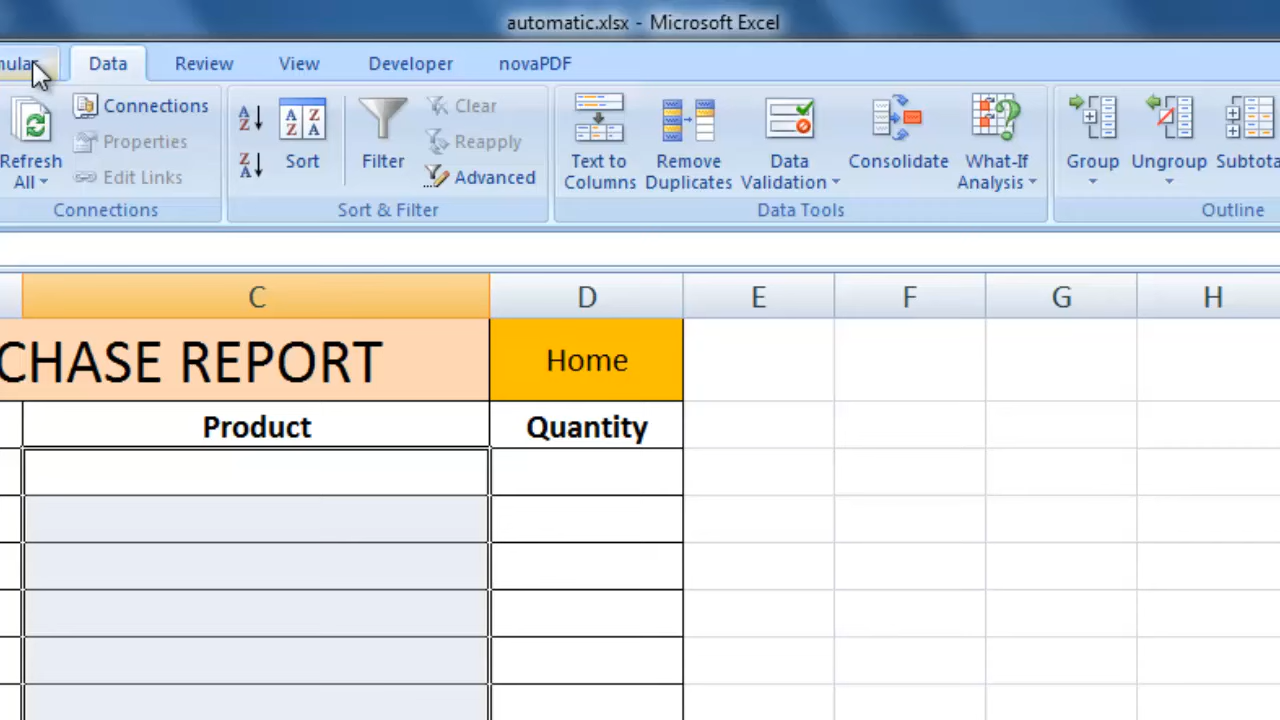 automatic.xlsx - Microsoft Excel
mulas Data Review View Developer novaPDF
Refresh All
Connections
Properties
Edit Links
Connections
A Z
Z A
A Z Z A
Sort
Filter
Clear
Reapply
Advanced
Sort & Filter
Text to Columns
Remove Duplicates
Data Validation
Consolidate
What-If Analysis
Data Tools
Group
Ungroup
Subtota
Outline
C D E F G H
CHASE REPORT Home
Product Quantity